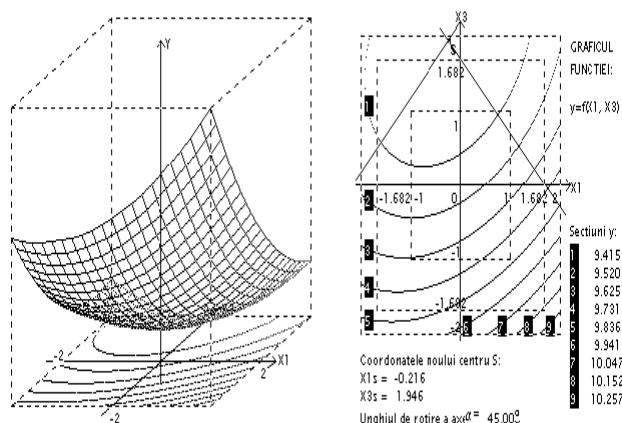 Y
X1
-2
2
-2
X3
S
1.682
1
X1
-1.682
-1
0
1
1.682
2
-1
-1.682
-2
1
2
3
4
5
6
7
8
9
GRAFICUL
FUNCTIEI:
y=f(X1, X3)
Sectiuni y:
1 9.415
2 9.520
3 9.625
4 9.731
5 9.836
6 9.941
7 10.047
8 10.152
9 10.257
Coordonatele noului centru S:
X1s = -0.216
X3s = 1.946
Unghiul de rotire a axe α = 45.00º